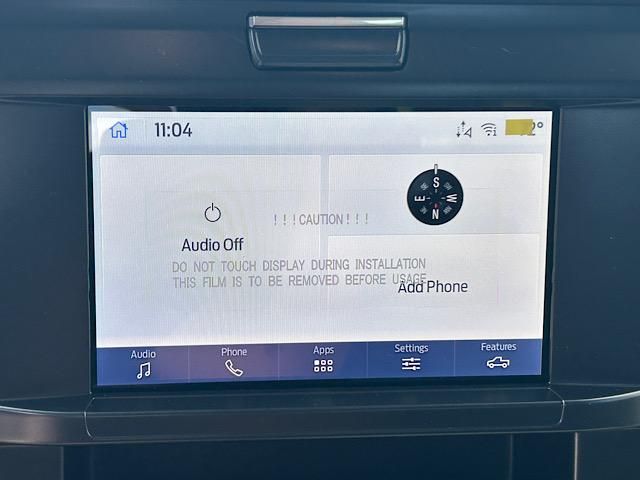 11:04
2°
S
E
W
N
!!!CAUTION!!!
Audio Off
DO NOT TOUCH DISPLAY DURING INSTALLATION
THIS FILM IS TO BE REMOVED BEFORE USAGE
Add Phone
Audio
Phone
Apps
Settings
Features